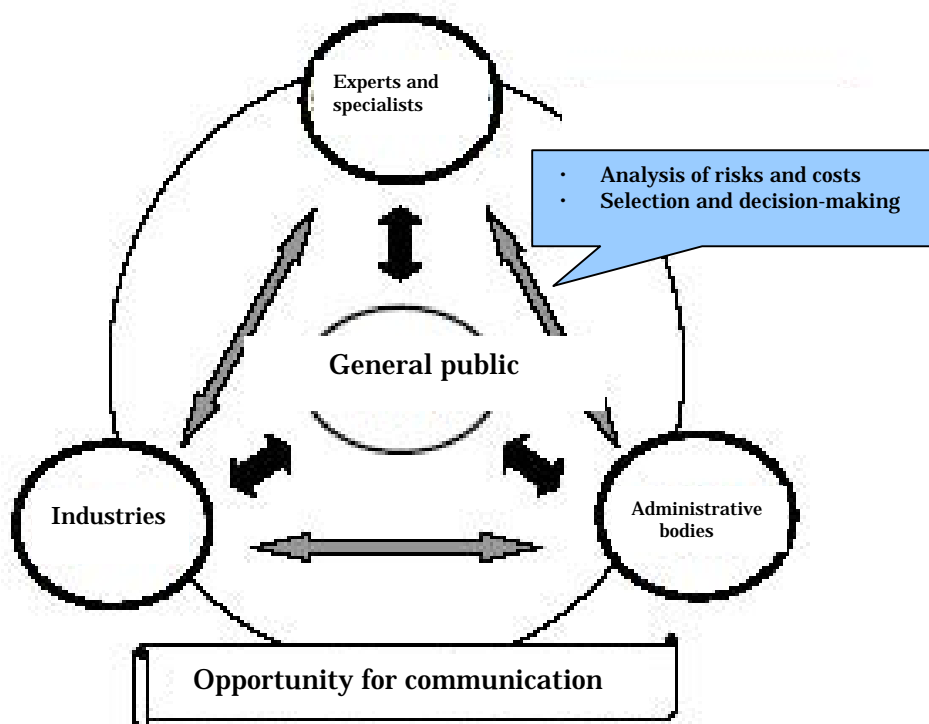 Experts and
specialists
· Analysis of risks and costs
· Selection and decision-making
General public
Industries
Administrative
bodies
Opportunity for communication